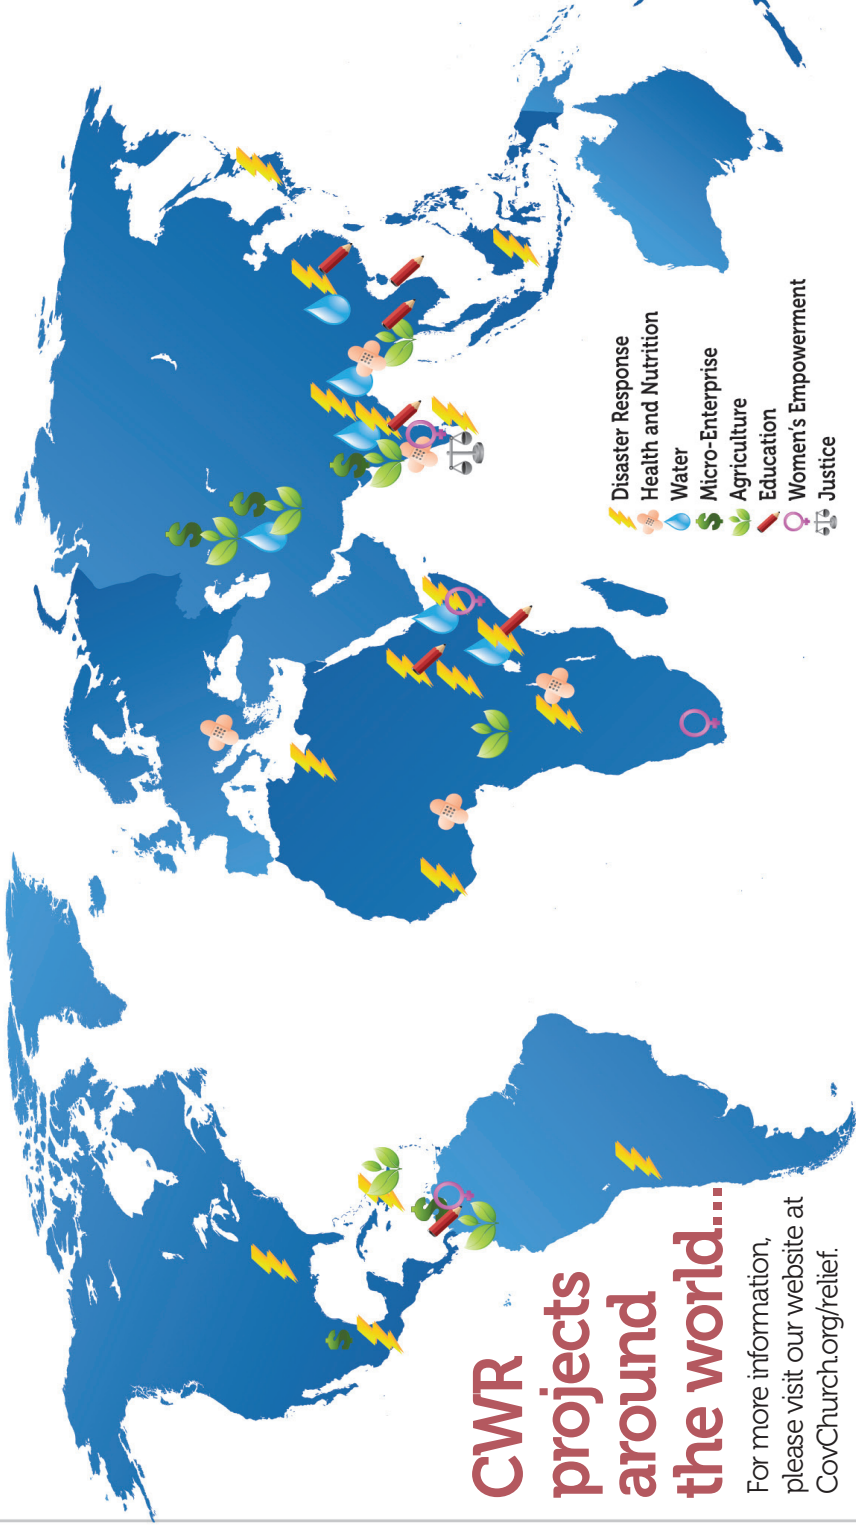 CWR
projects
around
the world...
For more information,
please visit our website at
CovChurch.org/relief.
Disaster Response
Health and Nutrition
Water
Micro-Enterprise
Agriculture
Education
Women's Empowerment
Justice